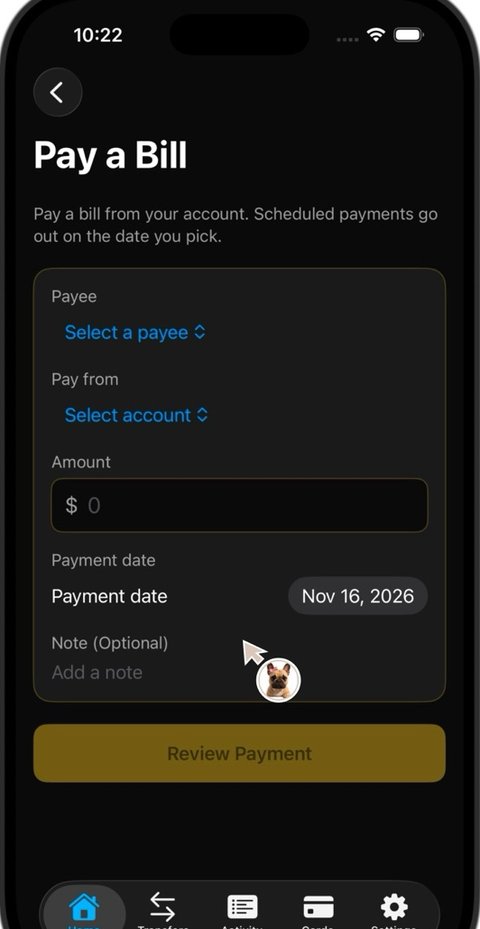 10:22
Pay a Bill
Pay a bill from your account. Scheduled payments go
out on the date you pick.
Payee
Select a payee
Pay from
Select account
Amount
$ 0
Payment date
Payment date Nov 16, 2026
Note (Optional)
Add a note
Review Payment